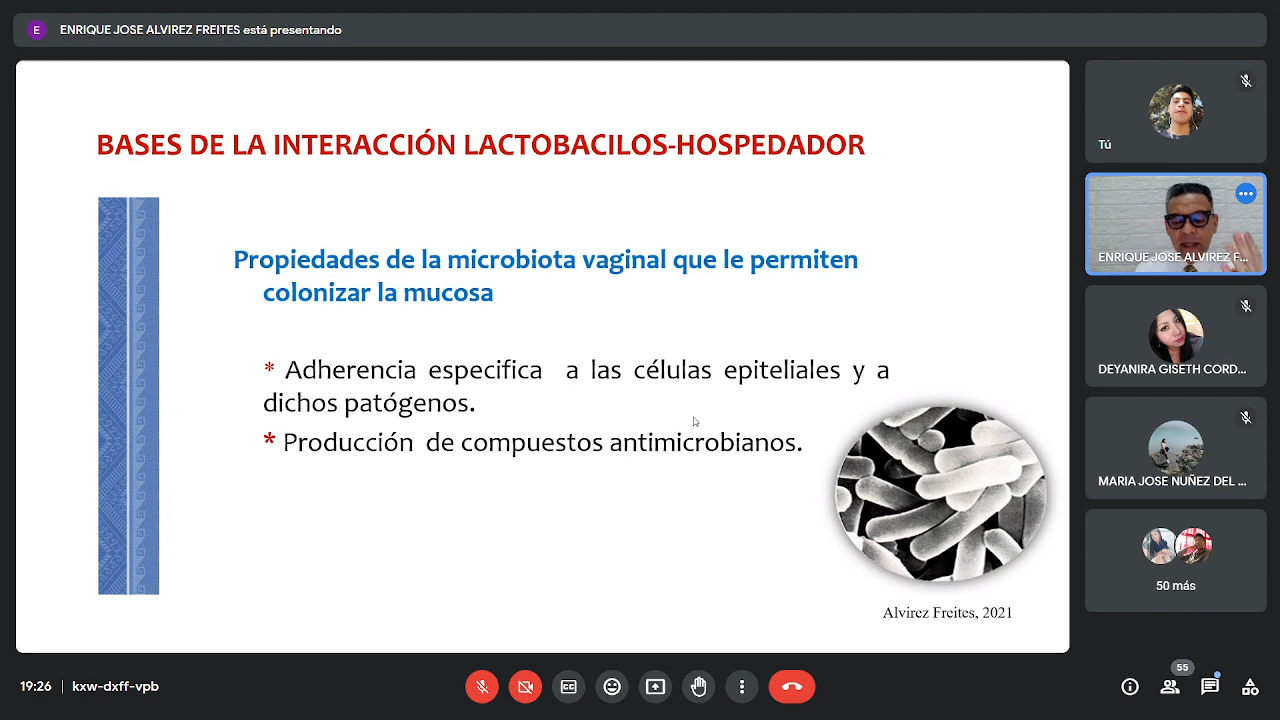 E
ENRIQUE JOSE ALVIREZ FREITES está presentando
BASES DE LA INTERACCIÓN LACTOBACILOS-HOSPEDADOR
Propiedades de la microbiota vaginal que le permiten
colonizar la mucosa
* Adherencia especifica a las células epiteliales y a
dichos patógenos.
* Producción de compuestos antimicrobianos.
Alvirez Freites, 2021
Tú
ENRIQUE JOSE ALVIREZ F...
DEYANIRA GISETH CORD...
MARIA JOSE NUÑEZ DEL ...
50 más
19:26 | kxw-dxff-vpb
55